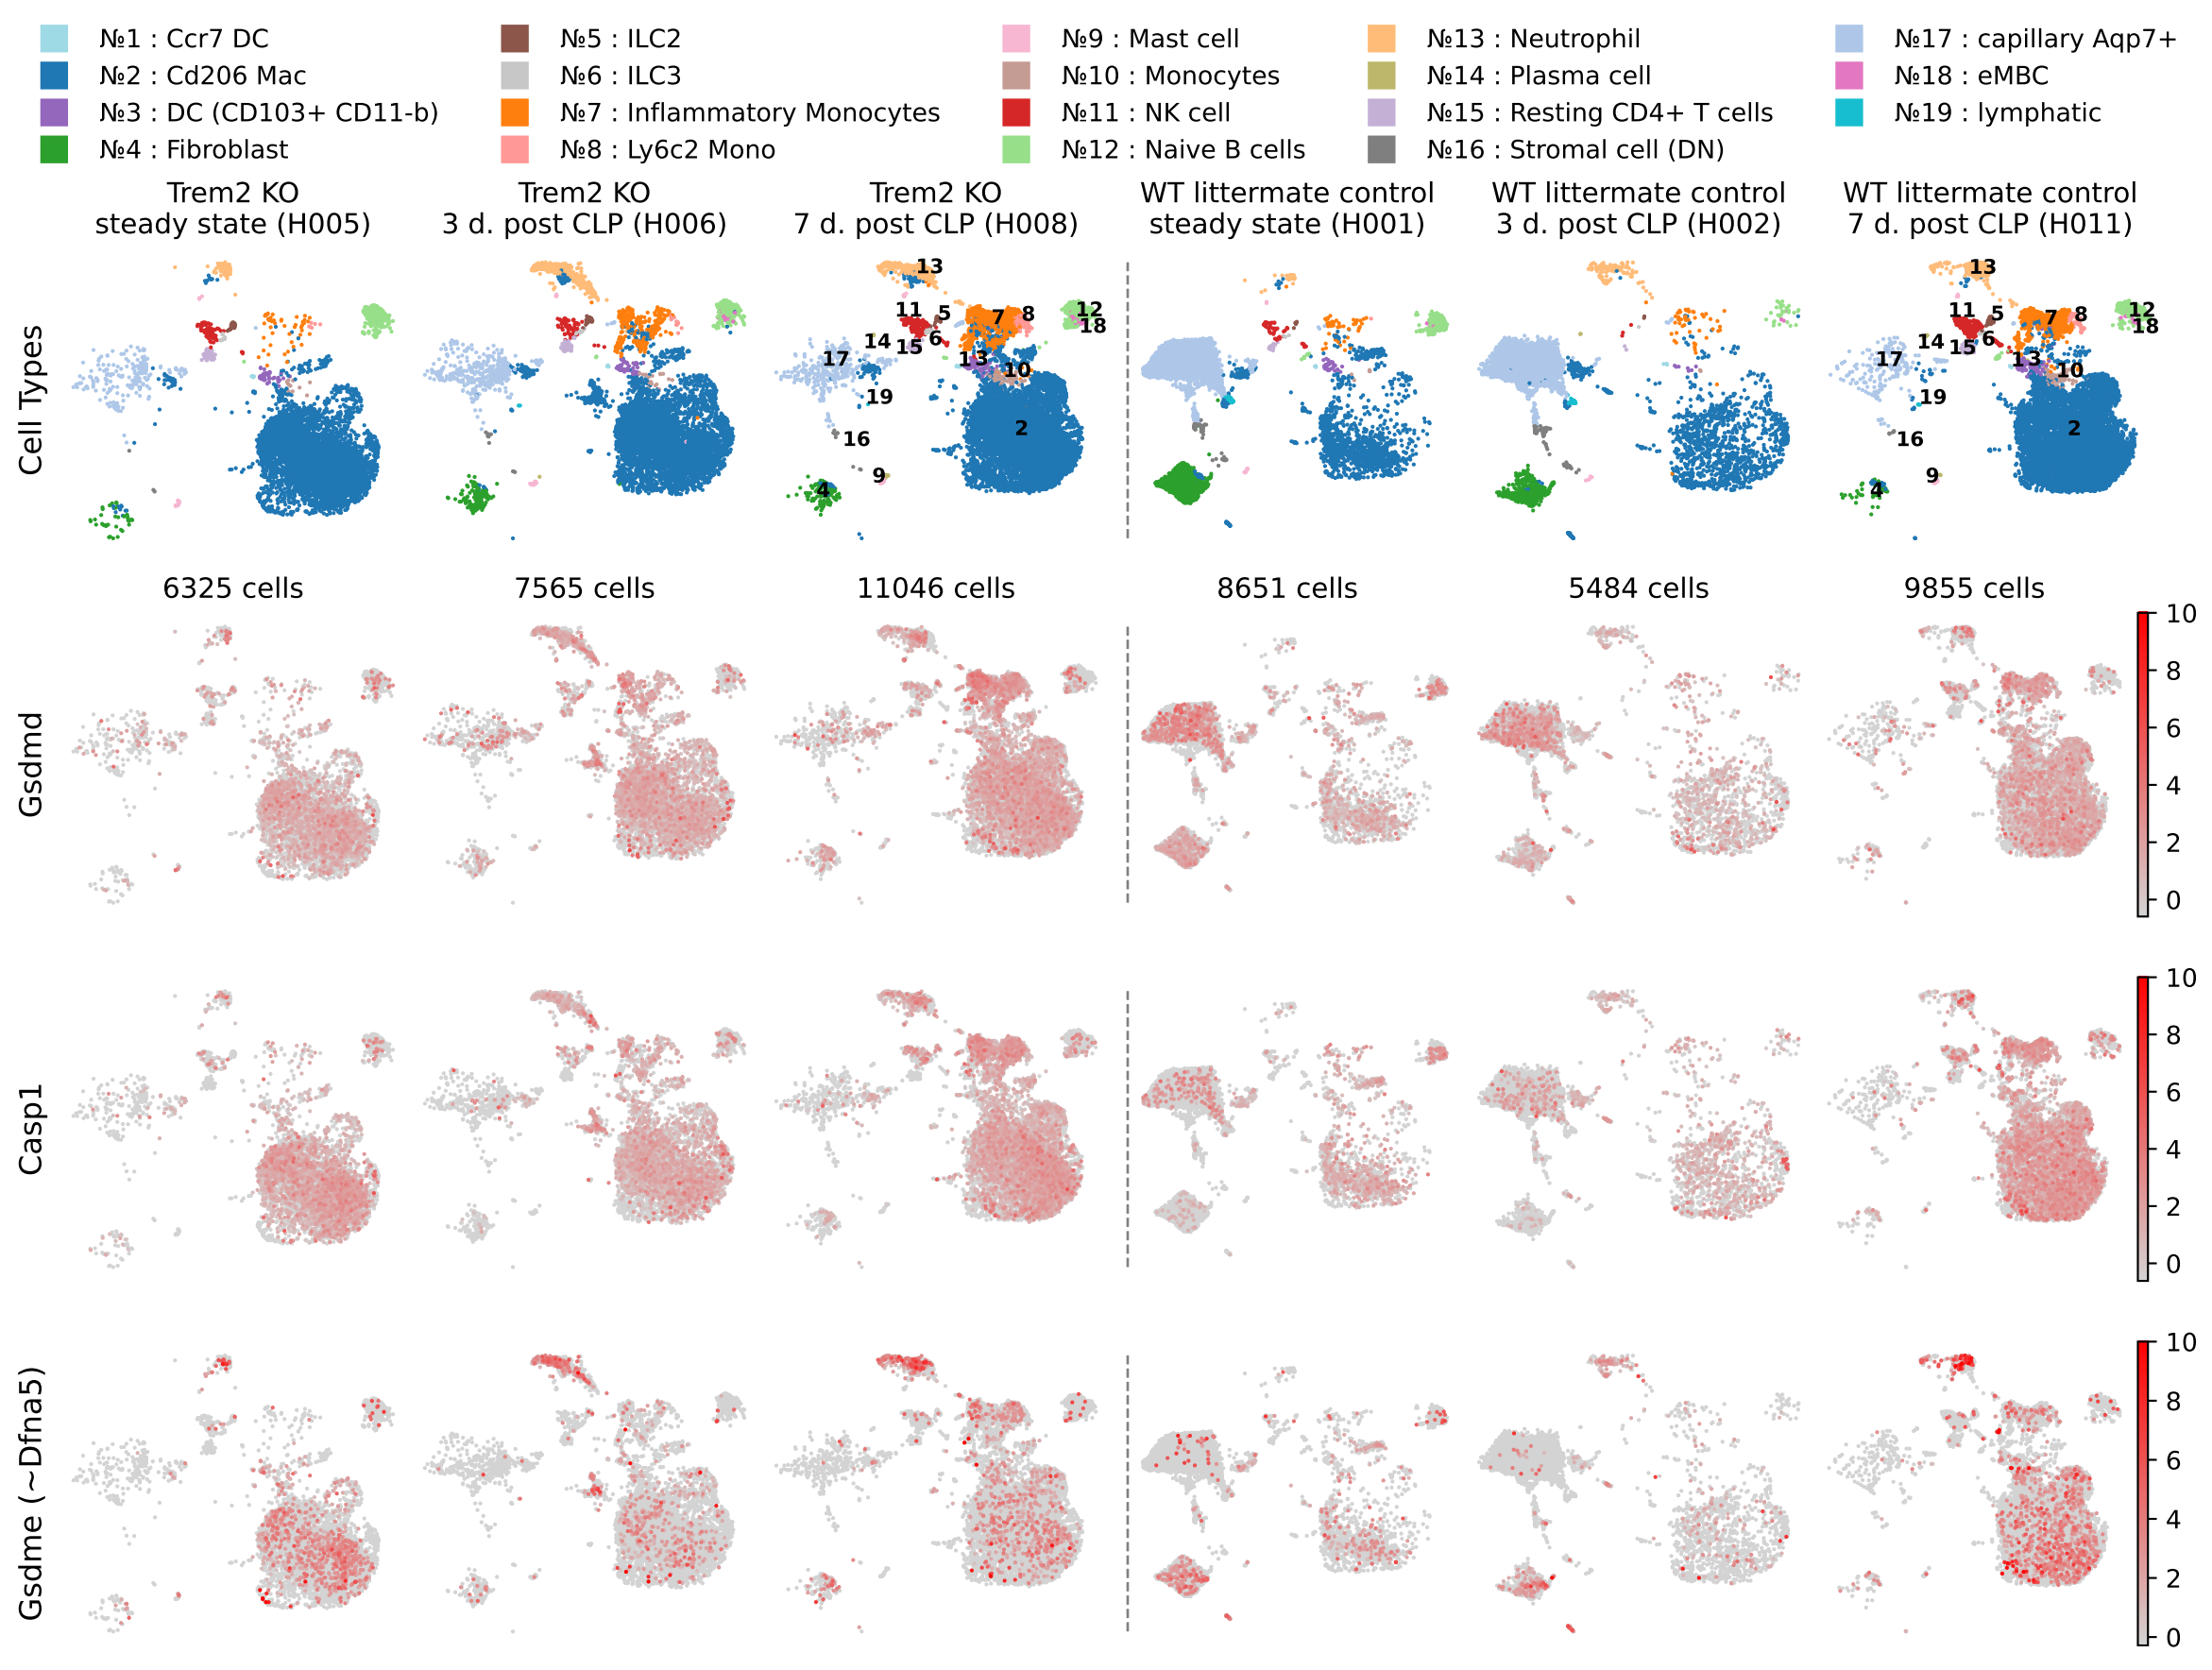 №1 : Ccr7 DC
№2 : Cd206 Mac
№3 : DC (CD103+ CD11-b)
№4 : Fibroblast
№5 : ILC2
№6 : ILC3
№7 : Inflammatory Monocytes
№8 : Ly6c2 Mono
№9 : Mast cell
№10 : Monocytes
№11 : NK cell
№12 : Naive B cells
№13 : Neutrophil
№14 : Plasma cell
№15 : Resting CD4+ T cells
№16 : Stromal cell (DN)
№17 : capillary Aqp7+
№18 : eMBC
№19 : lymphatic
Trem2 KO
steady state (H005)
Trem2 KO
3 d. post CLP (H006)
Trem2 KO
7 d. post CLP (H008)
WT littermate control
steady state (H001)
WT littermate control
3 d. post CLP (H002)
WT littermate control
7 d. post CLP (H011)
Cell Types
13
11
5
7
8
12
18
14
15
6
17
13
10
19
2
16
9
4
13
11
5
7
8
12
18
14
15
6
17
13
10
19
2
16
9
4
6325 cells
7565 cells
11046 cells
8651 cells
5484 cells
9855 cells
Gsdmd
10
8
6
4
2
0
Casp1
10
8
6
4
2
0
Gsdme (~Dfna5)
10
8
6
4
2
0